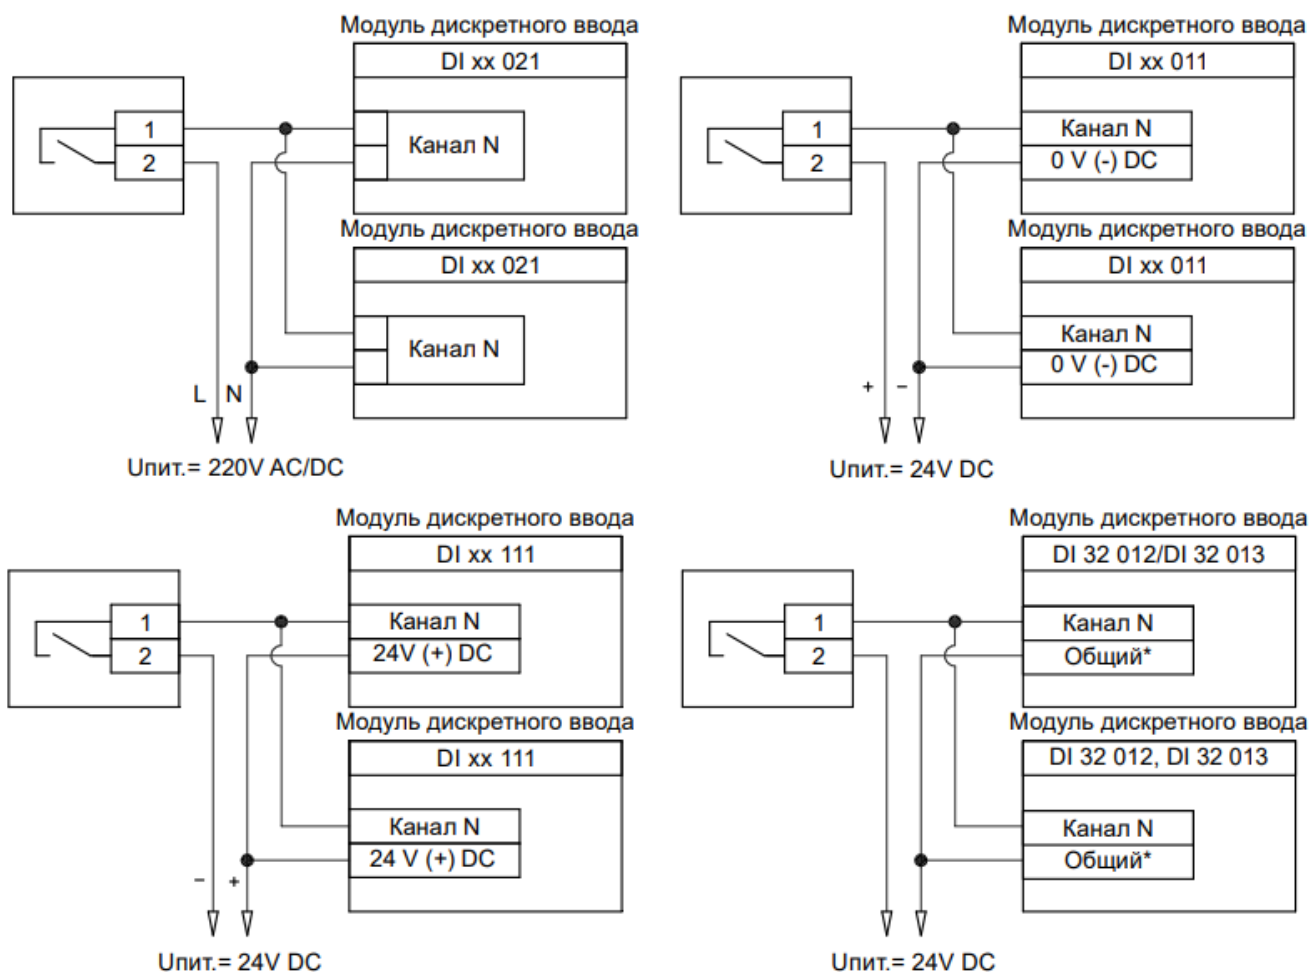 Модуль дискретного ввода
DI xx 021
1
2
Канал N
Модуль дискретного ввода
DI xx 021
Канал N
L N
Uпит.= 220V AC/DC
Модуль дискретного ввода
DI xx 011
1
2
Канал N
0 V (-) DC
Модуль дискретного ввода
DI xx 011
Канал N
0 V (-) DC
+ −
Uпит.= 24V DC
Модуль дискретного ввода
DI xx 111
1
2
Канал N
24V (+) DC
Модуль дискретного ввода
DI xx 111
Канал N
24 V (+) DC
− +
Uпит.= 24V DC
Модуль дискретного ввода
DI 32 012/DI 32 013
1
2
Канал N
Общий*
Модуль дискретного ввода
DI 32 012, DI 32 013
Канал N
Общий*
Uпит.= 24V DC